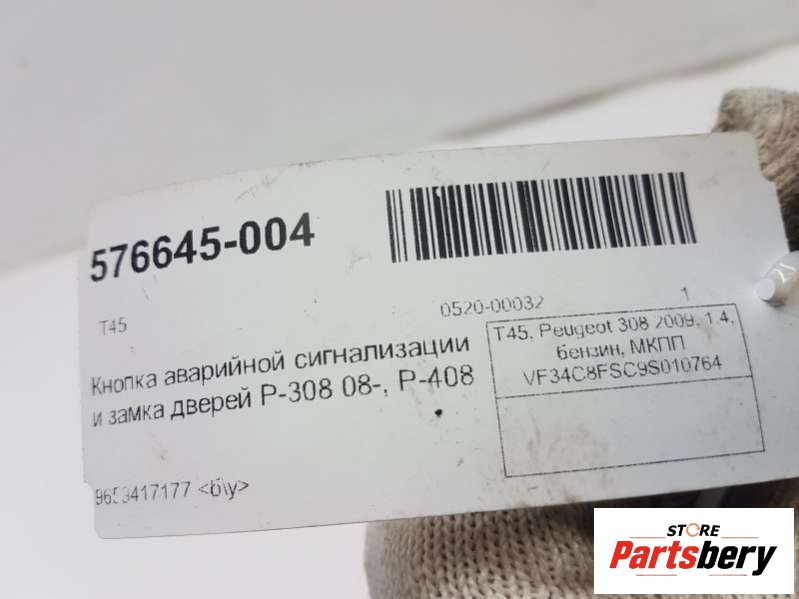 576645-004
T45
0520-00032
1
Кнопка аварийной сигнализации
и замка дверей P-308 08-, P-408
T45, Peugeot 308 2009, 1.4,
бензин, МКПП
VF34C8FSC9S010764
9653417177 <б\у>
STORE
Partsbery